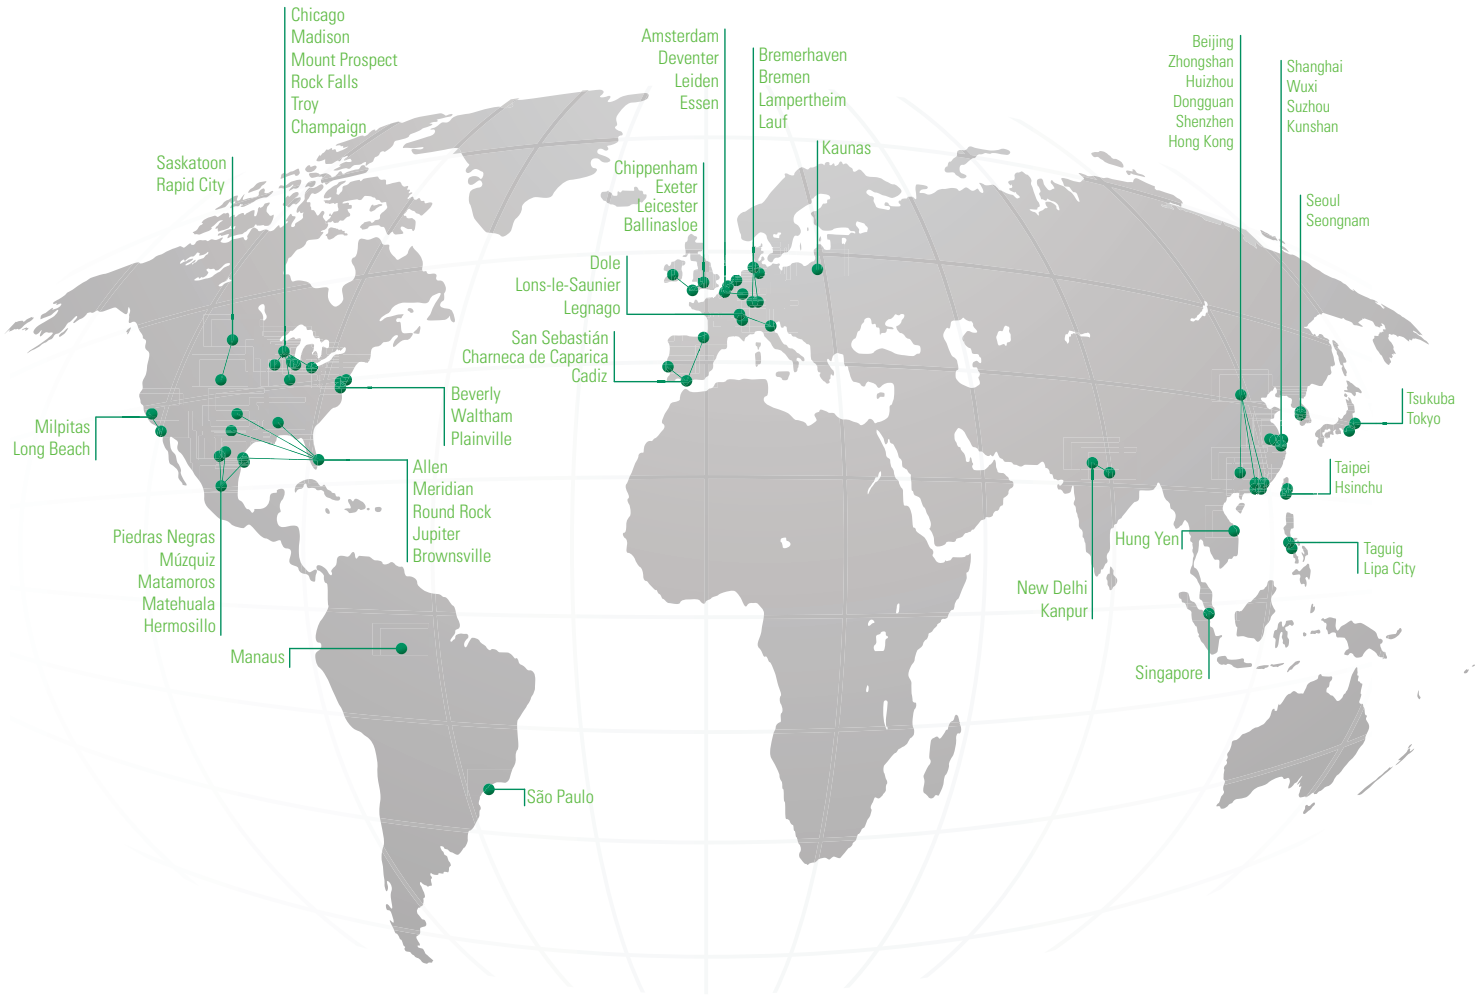 Chicago
Madison
Mount Prospect
Rock Falls
Troy
Champaign
Saskatoon
Rapid City
Amsterdam
Deventer
Leiden
Essen
Bremerhaven
Bremen
Lampertheim
Lauf
Kaunas
Chippenham
Exeter
Leicester
Ballinasloe
Dole
Lons-le-Saunier
Legnago
San Sebastián
Charneca de Caparica
Cadiz
Beijing
Zhongshan
Huizhou
Dongguan
Shenzhen
Hong Kong
Shanghai
Wuxi
Suzhou
Kunshan
Seoul
Seongnam
Tsukuba
Tokyo
Taipei
Hsinchu
Taguig
Lipa City
Hung Yen
New Delhi
Kanpur
Singapore
Milpitas
Long Beach
Beverly
Waltham
Plainville
Allen
Meridian
Round Rock
Jupiter
Brownsville
Piedras Negras
Múzquiz
Matamoros
Matehuala
Hermosillo
Manaus
São Paulo